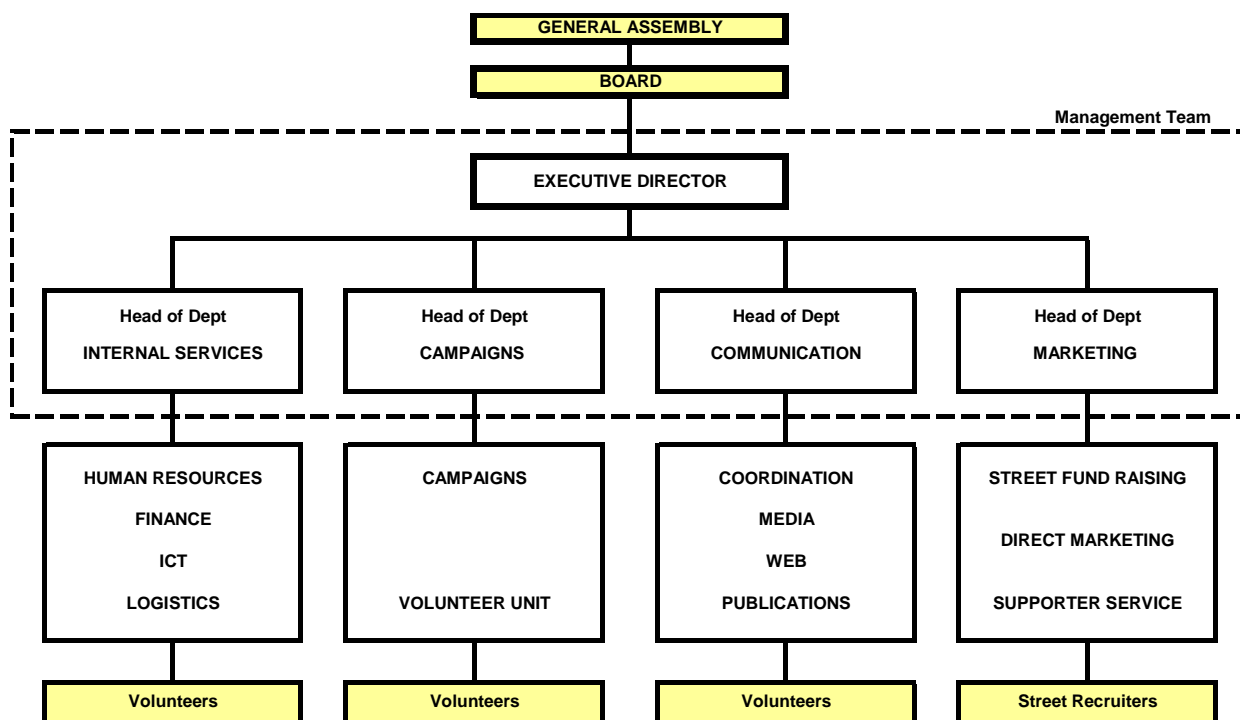 GENERAL ASSEMBLY
BOARD
Management Team
EXECUTIVE DIRECTOR
Head of Dept
INTERNAL SERVICES
Head of Dept
CAMPAIGNS
Head of Dept
COMMUNICATION
Head of Dept
MARKETING
HUMAN RESOURCES
FINANCE
ICT
LOGISTICS
CAMPAIGNS
VOLUNTEER UNIT
COORDINATION
MEDIA
WEB
PUBLICATIONS
STREET FUND RAISING
DIRECT MARKETING
SUPPORTER SERVICE
Volunteers
Volunteers
Volunteers
Street Recruiters